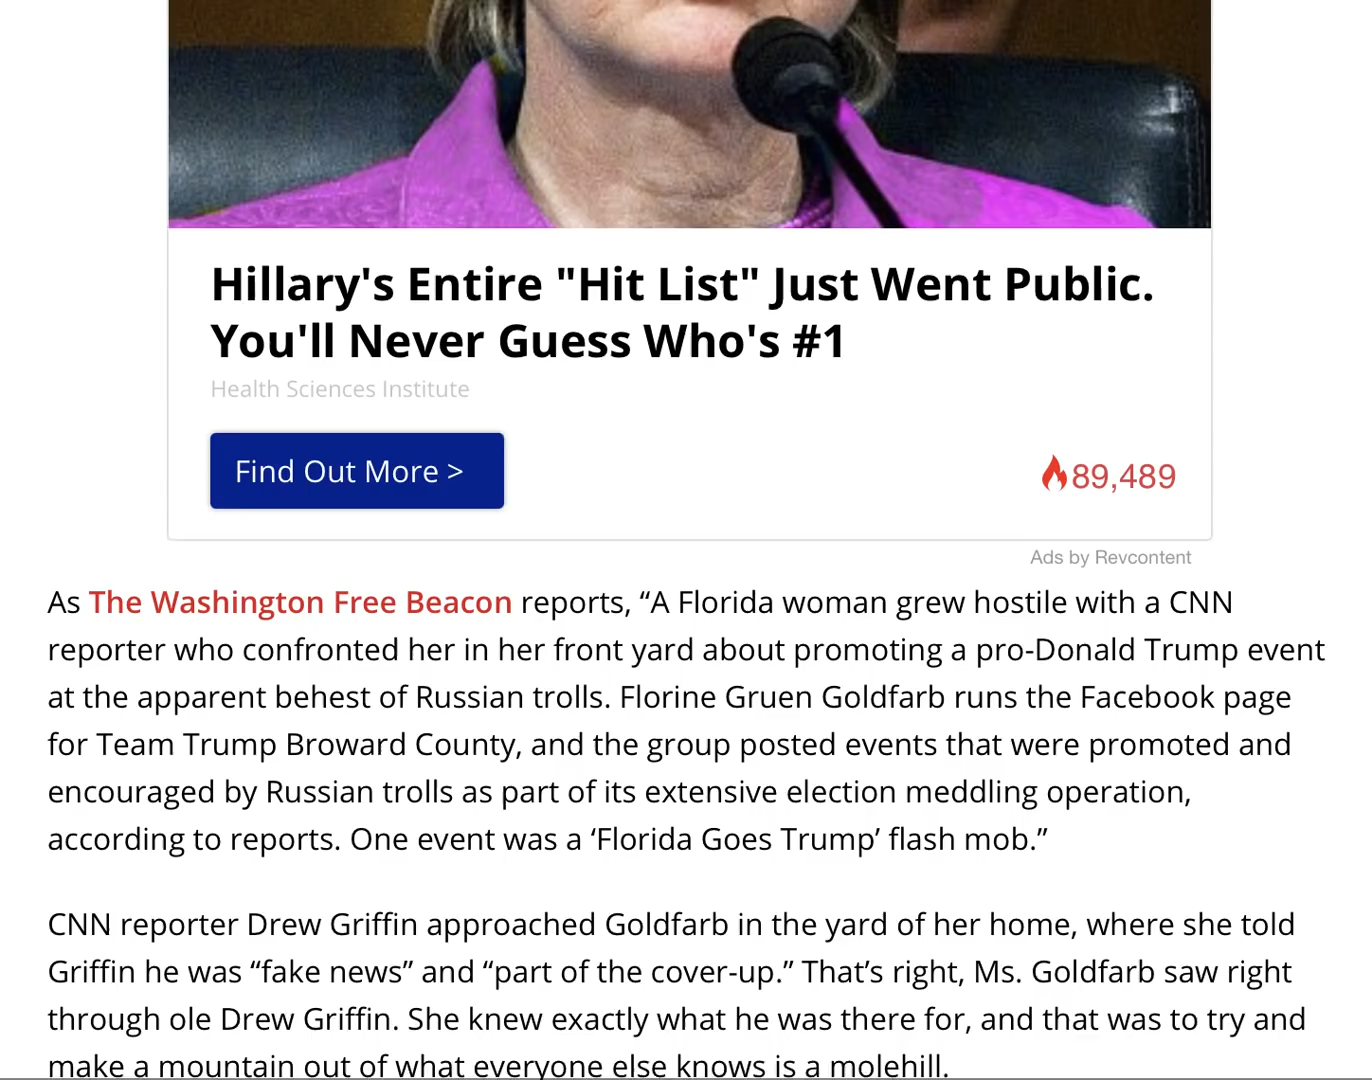 Hillary's Entire "Hit List" Just Went Public.
You'll Never Guess Who's #1
Health Sciences Institute
Find Out More >
89,489
Ads by Revcontent
As The Washington Free Beacon reports, “A Florida woman grew hostile with a CNN
reporter who confronted her in her front yard about promoting a pro-Donald Trump event
at the apparent behest of Russian trolls. Florine Gruen Goldfarb runs the Facebook page
for Team Trump Broward County, and the group posted events that were promoted and
encouraged by Russian trolls as part of its extensive election meddling operation,
according to reports. One event was a ‘Florida Goes Trump’ flash mob.”
CNN reporter Drew Griffin approached Goldfarb in the yard of her home, where she told
Griffin he was “fake news” and “part of the cover-up.” That’s right, Ms. Goldfarb saw right
through ole Drew Griffin. She knew exactly what he was there for, and that was to try and
make a mountain out of what everyone else knows is a molehill.